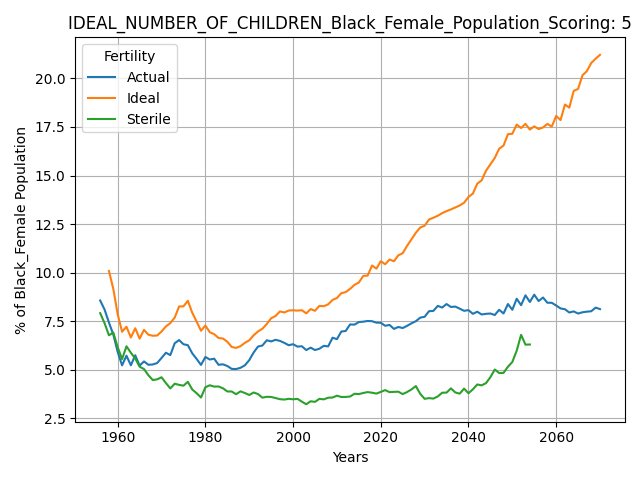 IDEAL_NUMBER_OF_CHILDREN_Black_Female_Population_Scoring: 5
Fertility
Actual
Ideal
Sterile
% of Black_Female Population
20.0
17.5
15.0
12.5
10.0
7.5
5.0
2.5
1960 1980 2000 2020 2040 2060
Years